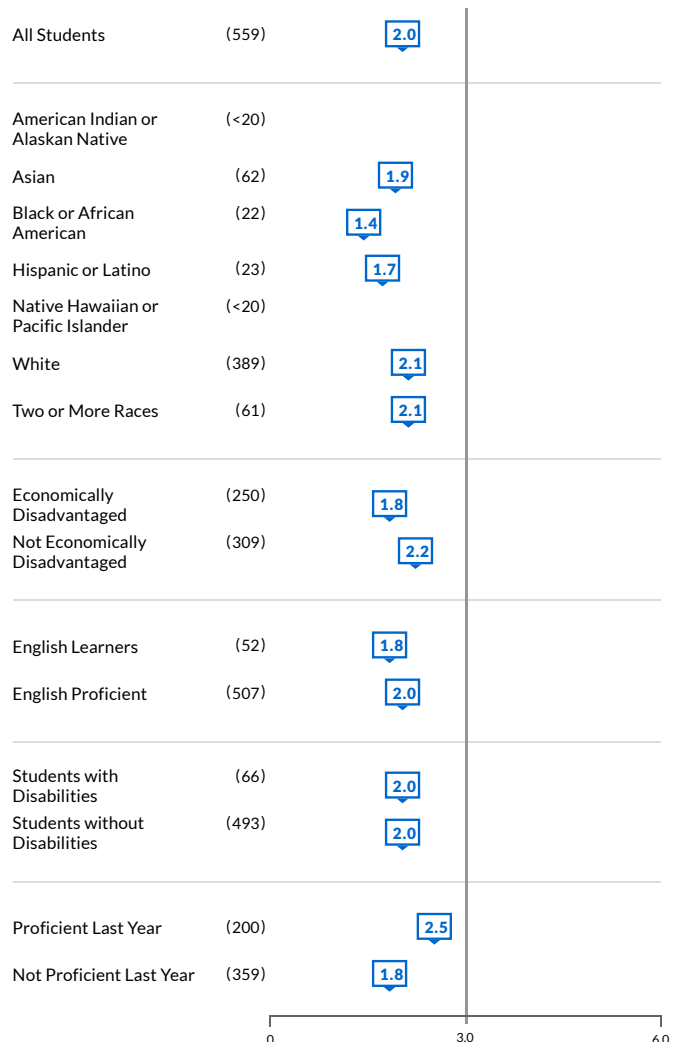 All Students (559) 2.0
American Indian or (<20)
Alaskan Native
Asian (62) 1.9
Black or African (22) 1.4
American
Hispanic or Latino (23) 1.7
Native Hawaiian or (<20)
Pacific Islander
White (389) 2.1
Two or More Races (61) 2.1
Economically (250) 1.8
Disadvantaged
Not Economically (309) 2.2
Disadvantaged
English Learners (52) 1.8
English Proficient (507) 2.0
Students with (66) 2.0
Disabilities
Students without (493) 2.0
Disabilities
Proficient Last Year (200) 2.5
Not Proficient Last Year (359) 1.8
0 3.0 6.0